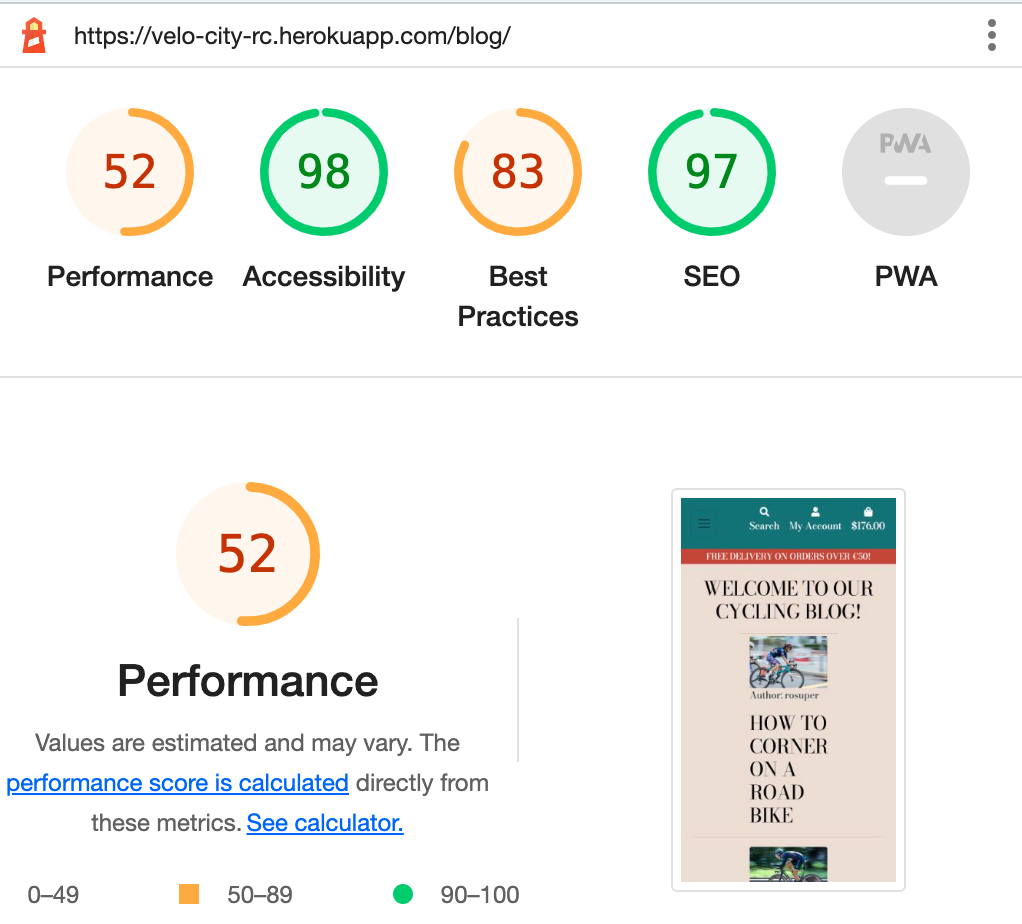 https://velo-city-rc.herokuapp.com/blog/
52
98
83
97
PWA
Performance
Accessibility
Best
Practices
SEO
PWA
52
Performance
Values are estimated and may vary. The
performance score is calculated directly from
these metrics. See calculator.
0–49
50–89
90–100
Search
My Account
$176.00
FREE DELIVERY ON ORDERS OVER €50!
WELCOME TO OUR
CYCLING BLOG!
Author: rosuper
HOW TO
CORNER
ON A
ROAD
BIKE